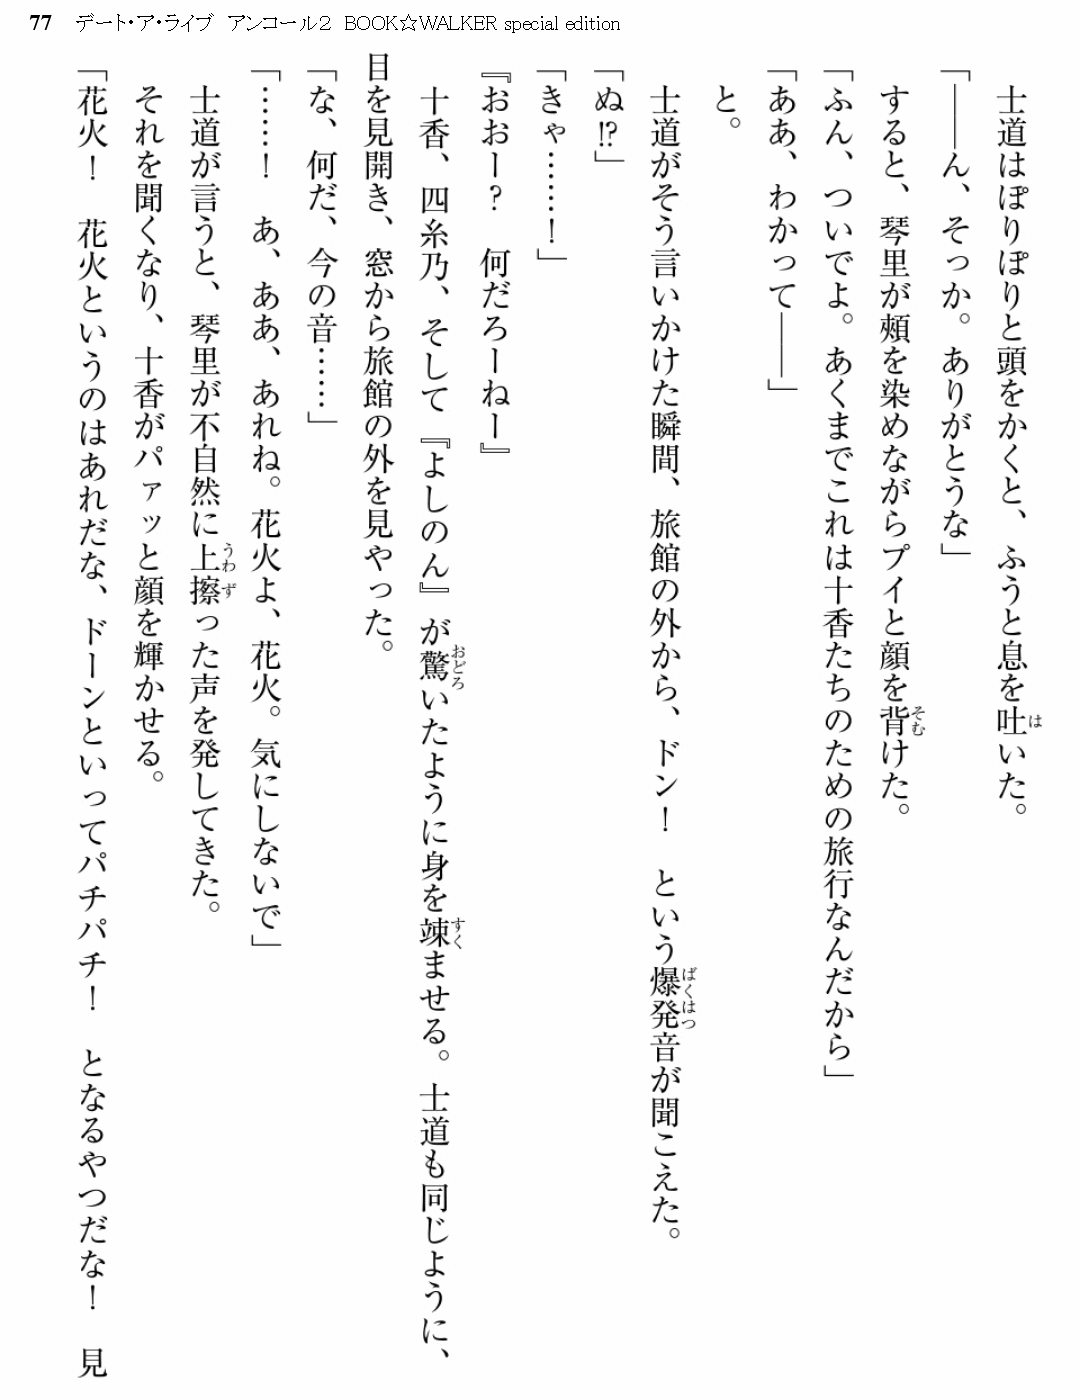 77 デート・ア・ライブ アンコール2 BOOK☆WALKER special edition
　士道はぽりぽりと頭をかくと、ふうと息を吐いた。
「――ん、そっか。ありがとうな」
　すると、琴里が頰を染めながらプイと顔を背けた。
「ふん、ついでよ。あくまでこれは十香たちのための旅行なんだから」
「ああ、わかって――」
　と。
　士道がそう言いかけた瞬間、旅館の外から、ドン！　という爆発音が聞こえた。
「ぬ!?」
「きゃ……！」
『おおー？　何だろーねー』
　十香、四糸乃、そして『よしのん』が驚いたように身を竦ませる。士道も同じように、
目を見開き、窓から旅館の外を見やった。
「な、何だ、今の音……」
「……！　あ、ああ、あれね。花火よ、花火。気にしないで」
　士道が言うと、琴里が不自然に上擦った声を発してきた。
　それを聞くなり、十香がパァッと顔を輝かせる。
「花火！　花火というのはあれだな、ドーンといってパチパチ！　となるやつだな！　見